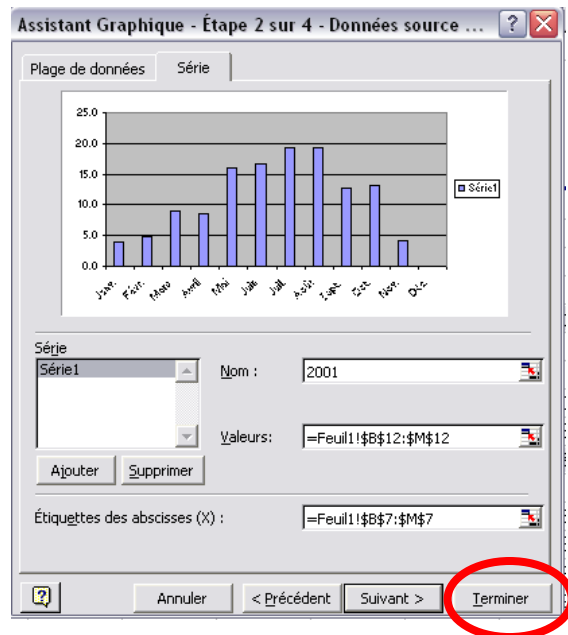 Assistant Graphique - Étape 2 sur 4 - Données source ...
Plage de données Série
25.0
20.0
15.0
10.0
5.0
0.0
Série1
Janv. Févr. Mars Avril Mai Juin Juil. Août. Sept. Oct. Nov. Déc.
Série
Série1
Nom : 2001
Valeurs: =Feuil1!$B$12:$M$12
Ajouter Supprimer
Étiquettes des abscisses (X) : =Feuil1!$B$7:$M$7
Annuler < Précédent Suivant > Terminer